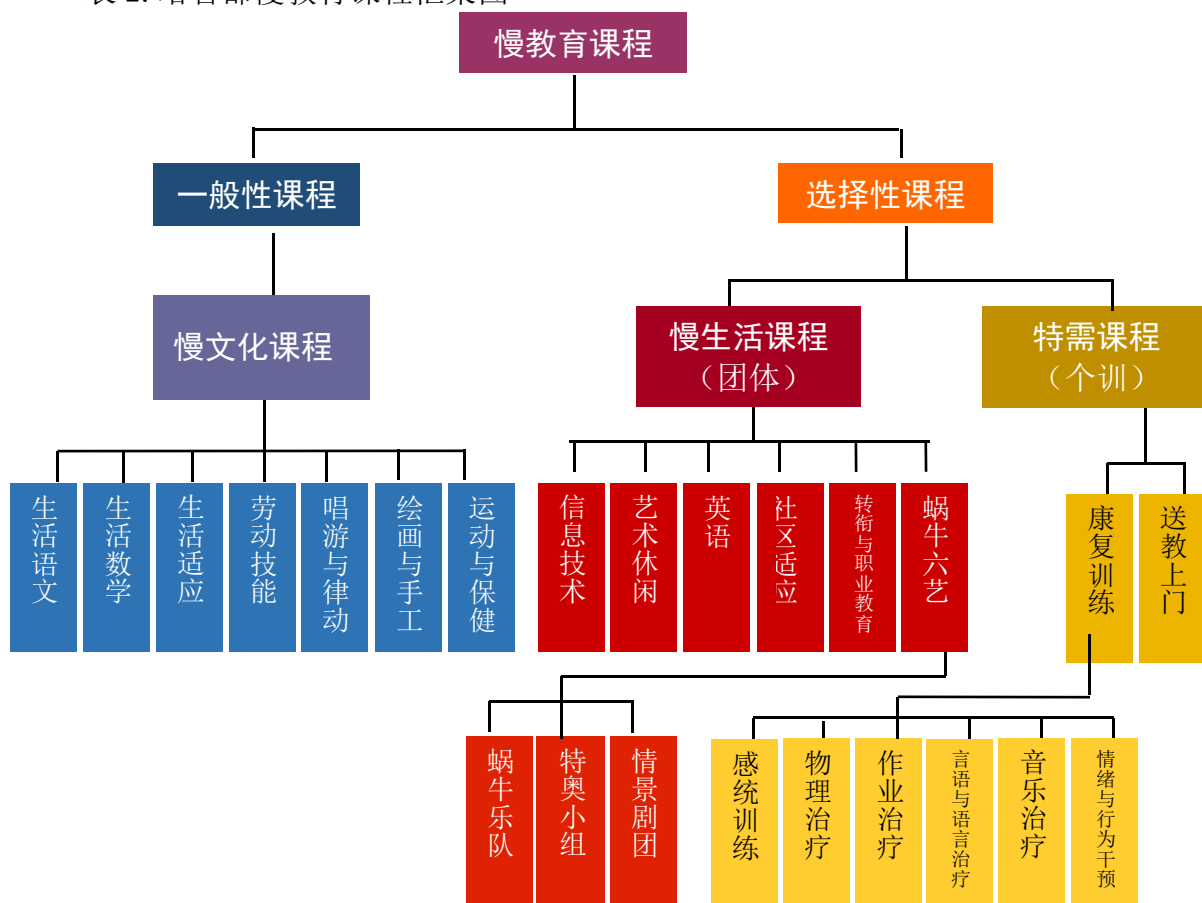 慢教育课程
一般性课程
选择性课程
慢文化课程
慢生活课程
（团体）
特需课程
（个训）
生活语文
生活数学
生活适应
劳动技能
唱游与律动
绘画与手工
运动与保健
信息技术
艺术休闲
英语
社区适应
转衔与职业教育
蜗牛六艺
康复训练
送教上门
蜗牛乐队
特奥小组
情景剧团
感统训练
物理治疗
作业治疗
言语与语言治疗
音乐治疗
情绪与行为干预